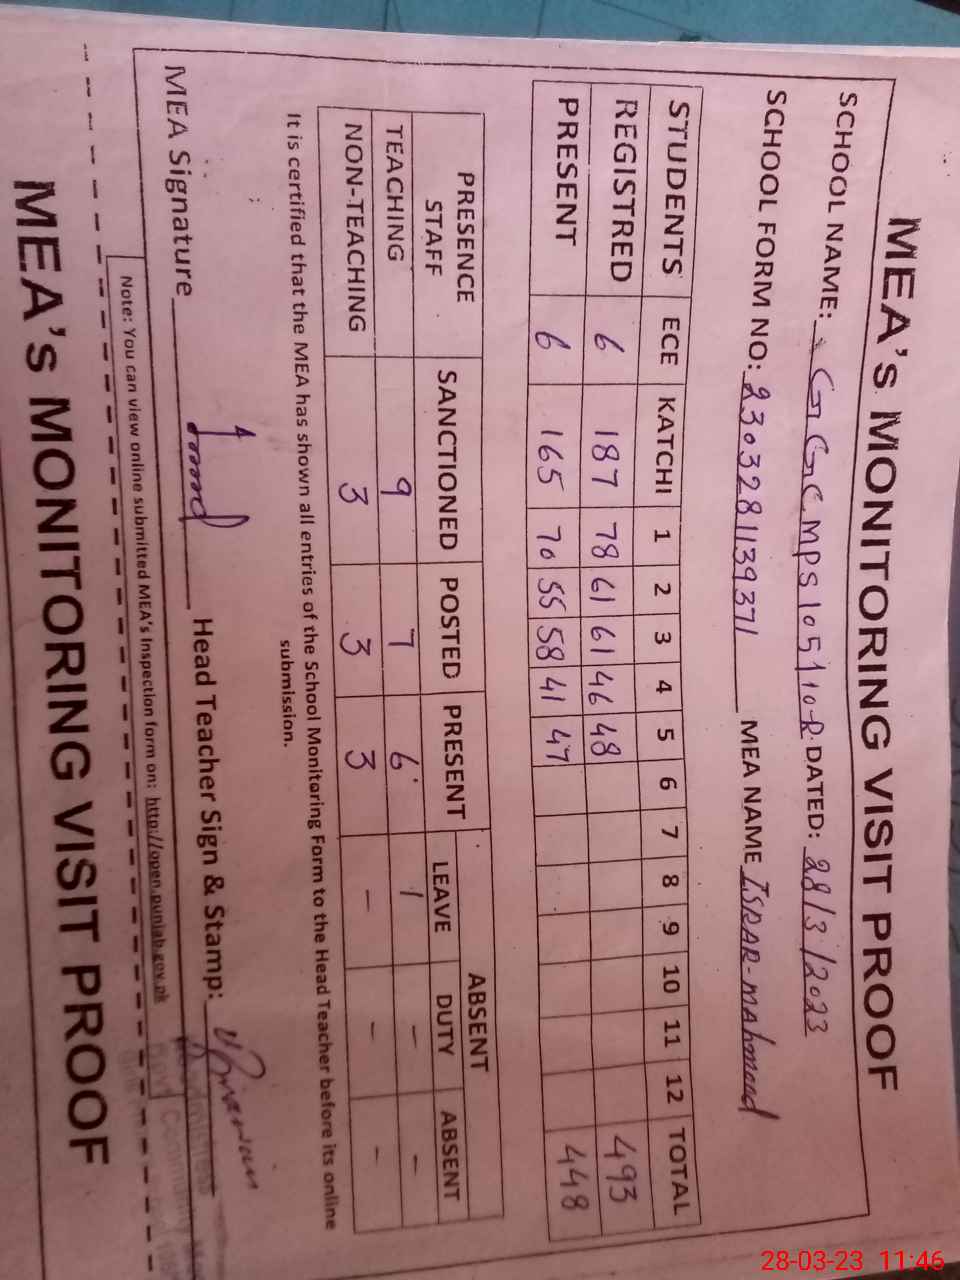 MEA's MONITORING VISIT PROOF
SCHOOL NAME: GGCMPS 105/10-R DATED: 28/3/2023
SCHOOL FORM NO: 2303281139371 MEA NAME ISRAR-MAhmood
STUDENTS ECE KATCHI 1 2 3 4 5 6 7 8 9 10 11 12 TOTAL
REGISTRED 6 187 78 61 61 46 48 493
PRESENT 6 165 70 55 58 41 47 448
PRESENCE STAFF SANCTIONED POSTED PRESENT ABSENT
LEAVE DUTY ABSENT
TEACHING 9 7 6 1 - -
NON-TEACHING 3 3 3 - - -
It is certified that the MEA has shown all entries of the School Monitoring Form to the Head Teacher before its online
submission.
MEA Signature Head Teacher Sign & Stamp:
Headmistress
Govt. Community
Note: You can view online submitted MEA's Inspection form on: http://open.punjab.gov.pk
MEA's MONITORING VISIT PROOF
28-03-23 11:46